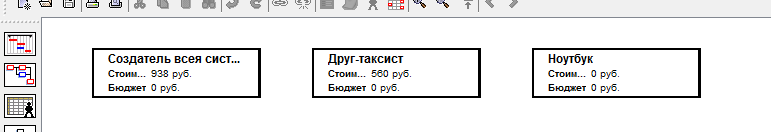 Создатель всея сист...
Стоим... 938 руб.
Бюджет 0 руб.
Друг-таксист
Стоим... 560 руб.
Бюджет 0 руб.
Ноутбук
Стоим... 0 руб.
Бюджет 0 руб.